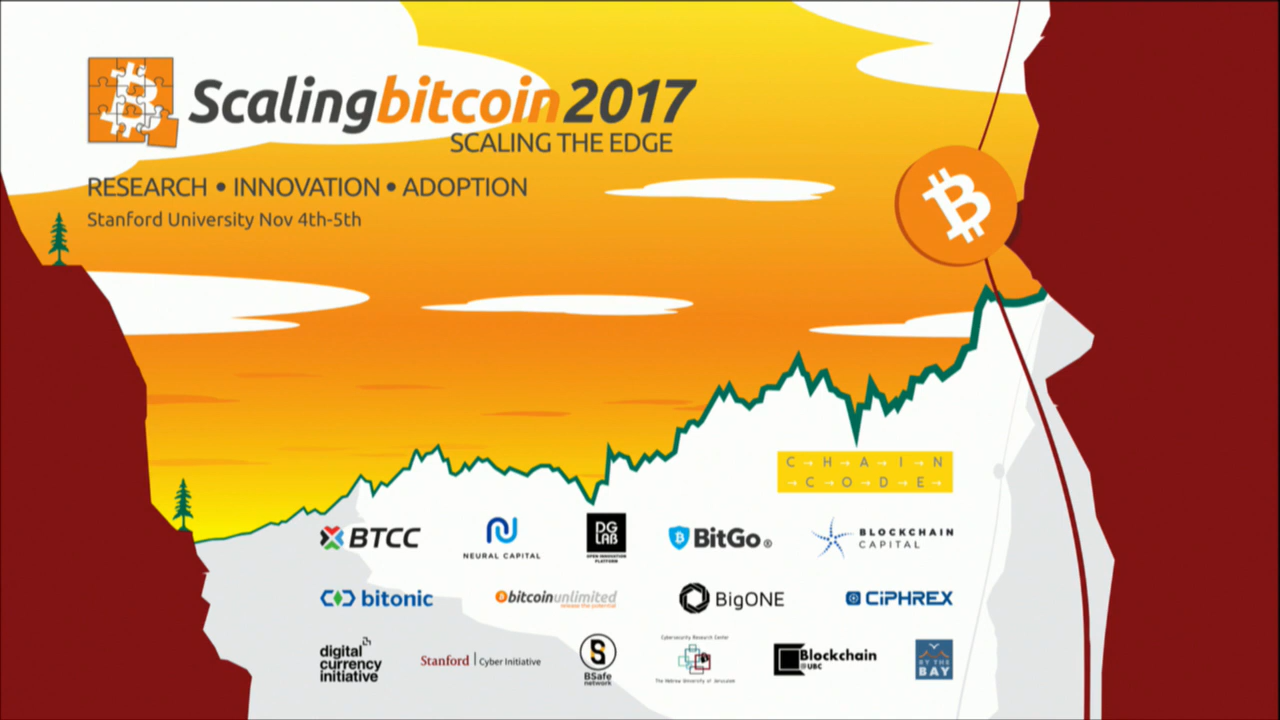 Scalingbitcoin 2017
SCALING THE EDGE
RESEARCH • INNOVATION • ADOPTION
Stanford University Nov 4th-5th
C→H→A→I→N
→C→O→D→E→
BTCC
NEURAL CAPITAL
DG
LAB
OPEN INNOVATION
PLATFORM
BitGo®
BLOCKCHAIN
CAPITAL
bitonic
bitcoinunlimited
release the potential
BigONE
CiPHREX
digital
currency
initiative
Stanford | Cyber Initiative
BSafe
network
Cybersecurity Research Center
The Hebrew University of Jerusalem
Blockchain
@UBC
BY THE
BAY